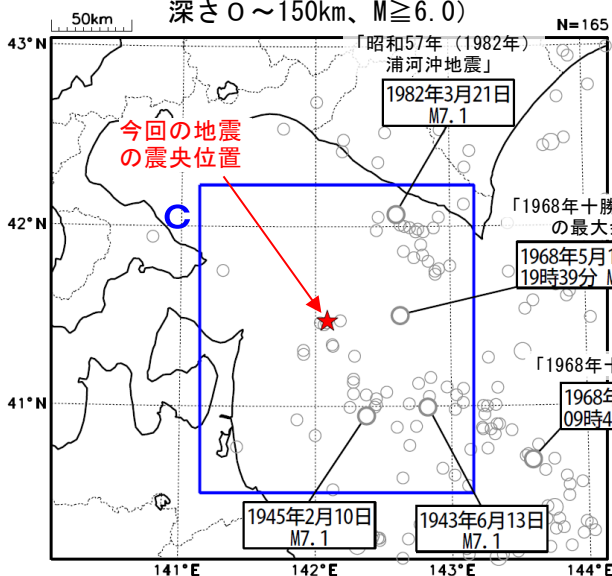 深さ0～150km、M≧6.0)
50km
N=165
43°N
「昭和57年（1982年）
浦河沖地震」
1982年3月21日
M7.1
今回の地震
の震央位置
C
42°N
「1968年十勝
の最大
1968年5月1
19時39分 M
「1968年十
41°N
1968年
09時4
1945年2月10日
M7.1
1943年6月13日
M7.1
141°E
142°E
143°E
144°E